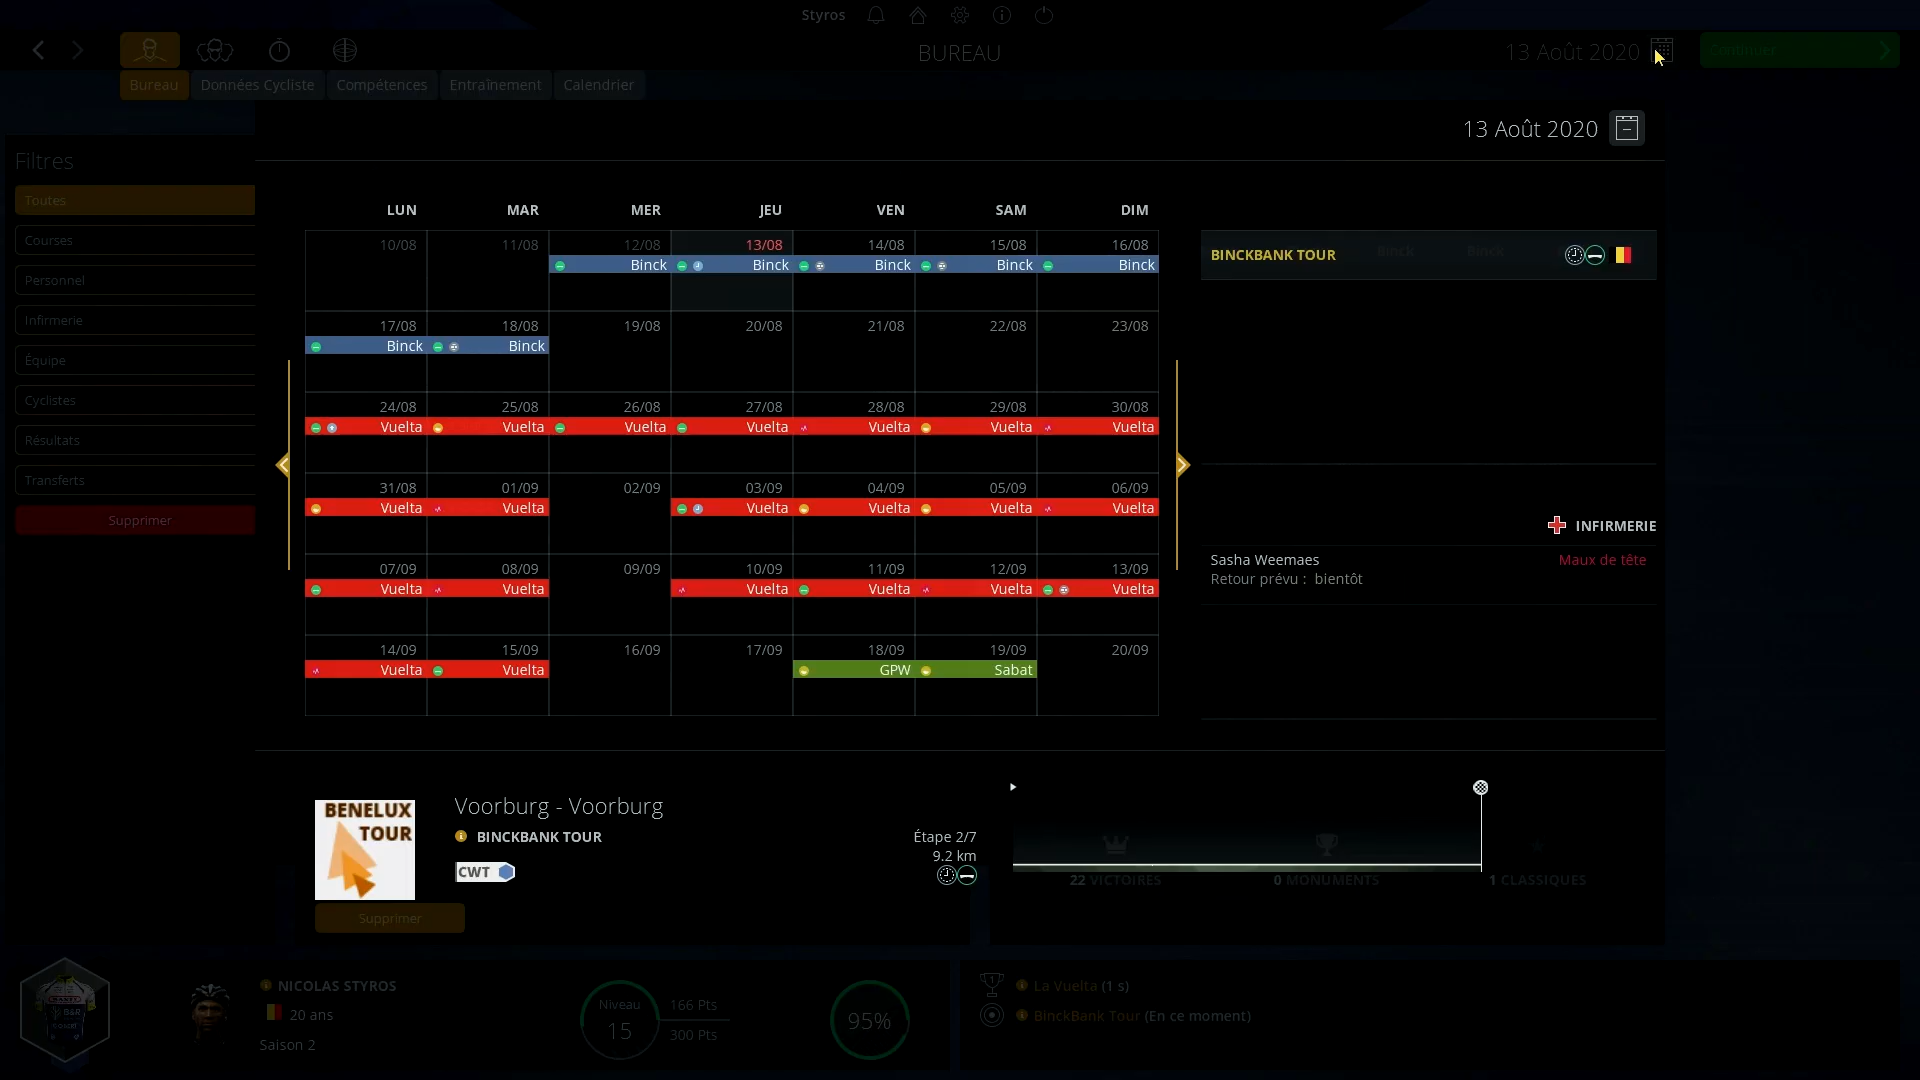 Styros
BUREAU
13 Août 2020
Continuer
Bureau
Données Cycliste
Compétences
Entraînement
Calendrier
13 Août 2020
Filtres
Toutes
Courses
Personnel
Infirmerie
Équipe
Cyclistes
Résultats
Transferts
Supprimer
LUN MAR MER JEU VEN SAM DIM
10/08 11/08 12/08 13/08 14/08 15/08 16/08
Binck Binck Binck Binck Binck
17/08 18/08 19/08 20/08 21/08 22/08 23/08
Binck Binck
24/08 25/08 26/08 27/08 28/08 29/08 30/08
Vuelta Vuelta Vuelta Vuelta Vuelta Vuelta Vuelta
31/08 01/09 02/09 03/09 04/09 05/09 06/09
Vuelta Vuelta Vuelta Vuelta Vuelta Vuelta
07/09 08/09 09/09 10/09 11/09 12/09 13/09
Vuelta Vuelta Vuelta Vuelta Vuelta Vuelta
14/09 15/09 16/09 17/09 18/09 19/09 20/09
Vuelta Vuelta GPW Sabat
BINCKBANK TOUR
Binck Binck
INFIRMERIE
Sasha Weemaes Maux de tête
Retour prévu : bientôt
BENELUX
TOUR
Voorburg - Voorburg
BINCKBANK TOUR
CWT
Étape 2/7
9.2 km
Supprimer
22 VICTOIRES
0 MONUMENTS
1 CLASSIQUES
NICOLAS STYROS
20 ans
Saison 2
Niveau
15
166 Pts
300 Pts
95%
La Vuelta (1 s)
BinckBank Tour (En ce moment)